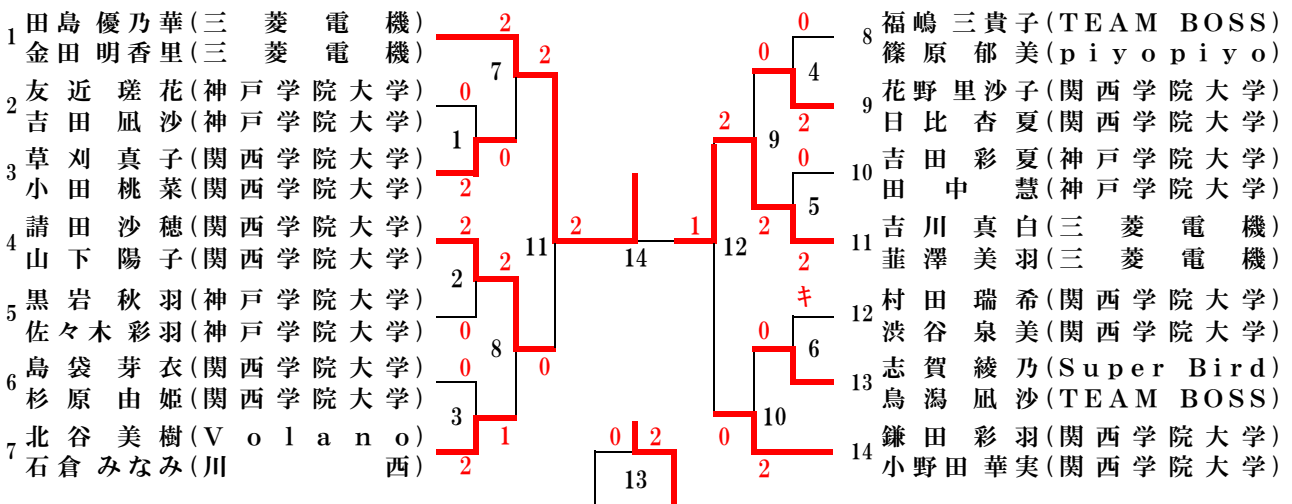 1 田島 優乃華(三菱電機)
金田 明香里(三菱電機)
2 友近 瑳花(神戸学院大学)
吉田 凪沙(神戸学院大学)
3 草刈 真子(関西学院大学)
小田 桃菜(関西学院大学)
4 請田 沙穂(関西学院大学)
山下 陽子(関西学院大学)
5 黒岩 秋羽(神戸学院大学)
佐々木 彩羽(神戸学院大学)
6 島袋 芽衣(関西学院大学)
杉原 由姫(関西学院大学)
7 北谷 美樹(Volano)
石倉 みなみ(川西)
2
2
7
0
1
0
2
2
2
2
0
8
0
0
3
1
2
11
2
14
1
12
0
2
13
0
0
4
2
2
9
0
5
2
2
キ
0
6
10
0
2
8 福嶋 三貴子(TEAM BOSS)
篠原 郁美(piyopiyo)
9 花野 里沙子(関西学院大学)
日比 杏夏(関西学院大学)
10 吉田 彩夏(神戸学院大学)
田中 慧(神戸学院大学)
11 吉川 真白(三菱電機)
韮澤 美羽(三菱電機)
12 村田 瑞希(関西学院大学)
渋谷 泉美(関西学院大学)
13 志賀 綾乃(Super Bird)
鳥潟 凪沙(TEAM BOSS)
14 鎌田 彩羽(関西学院大学)
小野田 華実(関西学院大学)